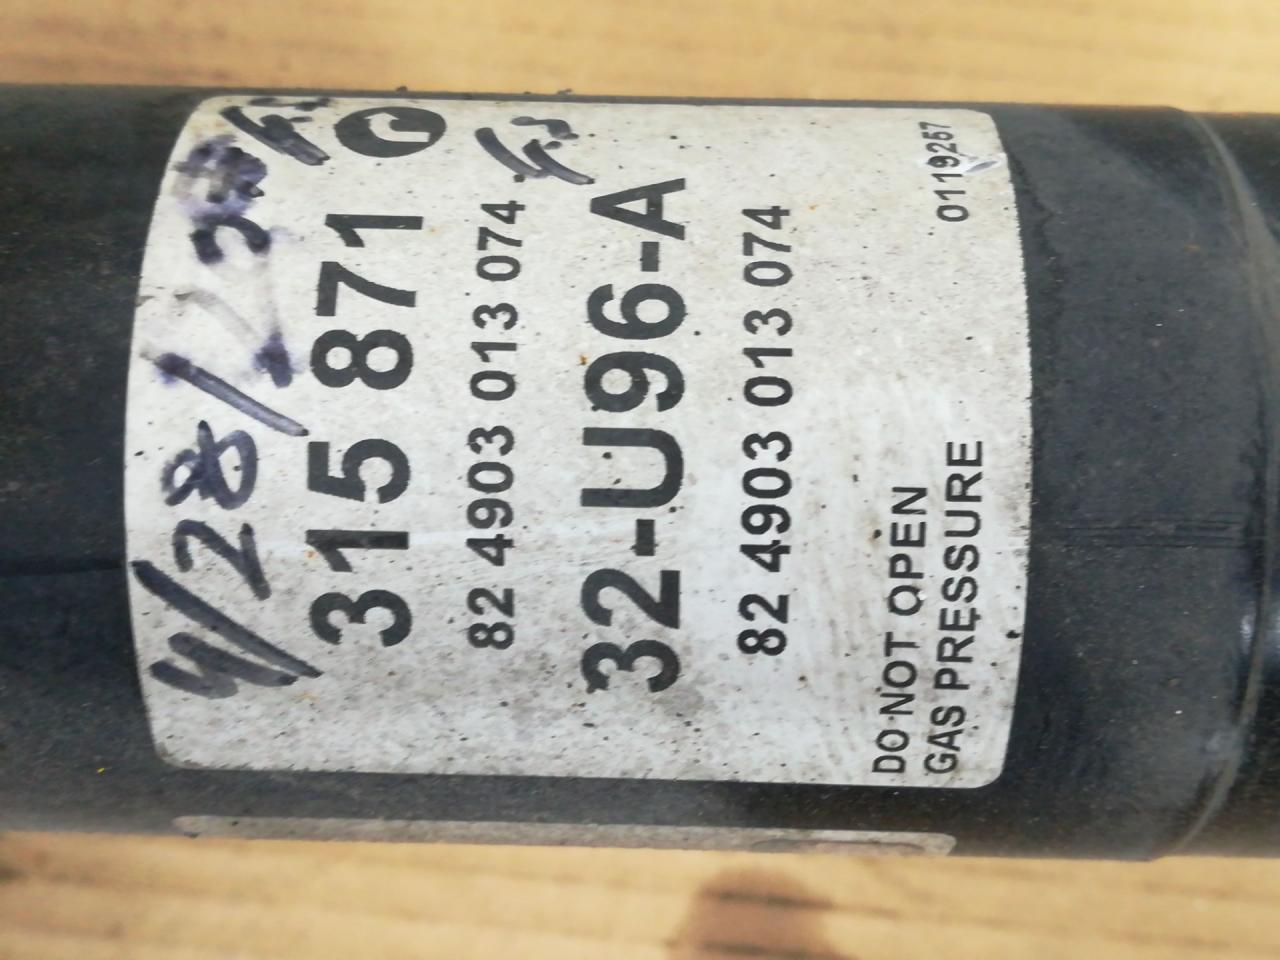 4/28/23
315 871
82 4903 013 074
32-U96-A
82 4903 013 074
DO NOT OPEN
GAS PRESSURE
0119257